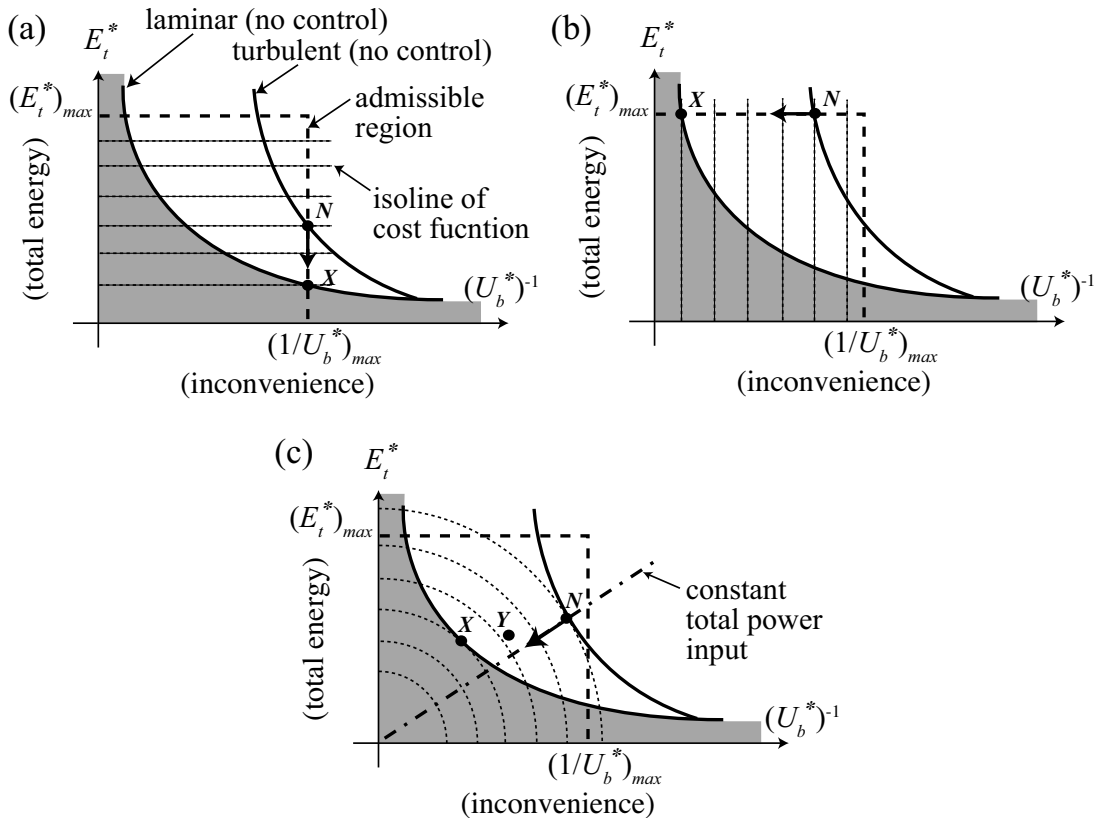 (a)
E_t^*
laminar (no control)
turbulent (no control)
(E_t^*)_max
admissible
region
isoline of
cost fucntion
N
X
(total energy)
(U_b^*)^-1
(1/U_b^*)_max
(inconvenience)
(b)
E_t^*
(E_t^*)_max
X
N
(total energy)
(U_b^*)^-1
(1/U_b^*)_max
(inconvenience)
(c)
E_t^*
(E_t^*)_max
constant
total power
input
N
Y
X
(total energy)
(U_b^*)^-1
(1/U_b^*)_max
(inconvenience)